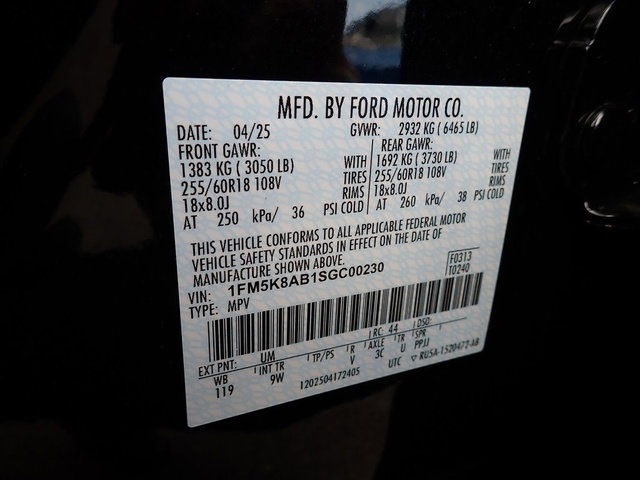 MFD. BY FORD MOTOR CO.
DATE: 04/25 GVWR: 2932 KG ( 6465 LB)
FRONT GAWR: REAR GAWR:
1383 KG ( 3050 LB) WITH 1692 KG ( 3730 LB) WITH
255/60R18 108V TIRES 255/60R18 108V TIRES
18x8.0J RIMS 18x8.0J RIMS
AT 250 kPa/ 36 PSI COLD AT 260 kPa/ 38 PSI COLD
THIS VEHICLE CONFORMS TO ALL APPLICABLE FEDERAL MOTOR
VEHICLE SAFETY STANDARDS IN EFFECT ON THE DATE OF
MANUFACTURE SHOWN ABOVE.
F0313
T0240
VIN: 1FM5K8AB1SGC00230
TYPE: MPV
EXT PNT: UM RC: 44 DSO:
WB INT TR TP/PS R AXLE TR SPR
119 9W V 3C U PPJJ
1202504172405 UTC ▽ RU5A-1520472-AB